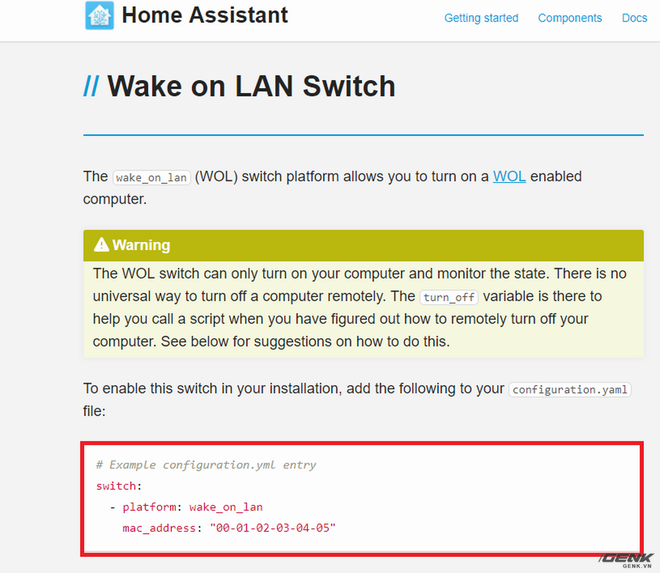 Home Assistant
Getting started Components Docs
// Wake on LAN Switch
The wake_on_lan (WOL) switch platform allows you to turn on a WOL enabled
computer.
Warning
The WOL switch can only turn on your computer and monitor the state. There is no
universal way to turn off a computer remotely. The turn_off variable is there to
help you call a script when you have figured out how to remotely turn off your
computer. See below for suggestions on how to do this.
To enable this switch in your installation, add the following to your configuration.yaml
file:
# Example configuration.yml entry
switch:
- platform: wake_on_lan
mac_address: "00-01-02-03-04-05"
GENK
GENK.VN